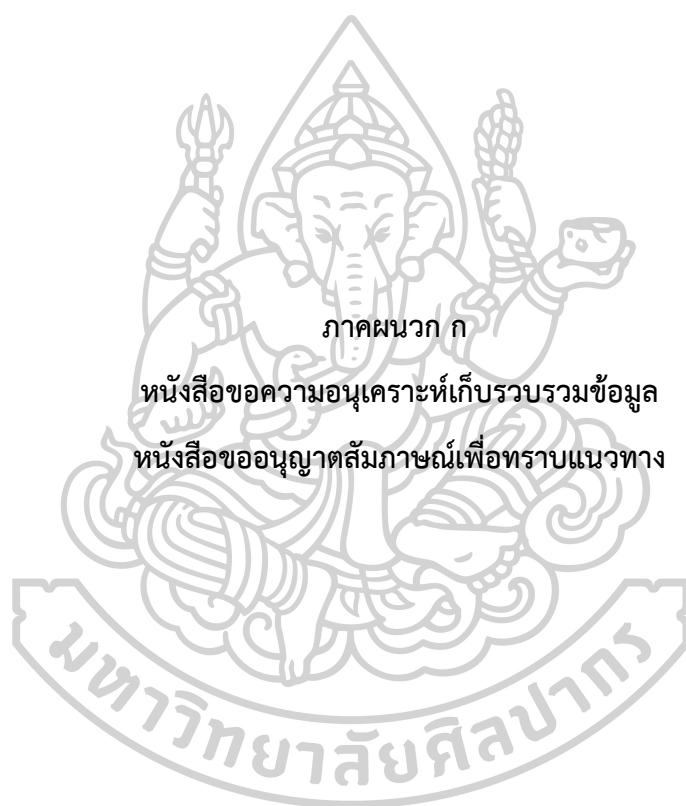 ภาคผนวก ก
หนังสือขอความอนุเคราะห์เก็บรวบรวมข้อมูล
หนังสือขออนุญาตสัมภาษณ์เพื่อทราบแนวทาง
มหาวิทยาลัยศิลปากร